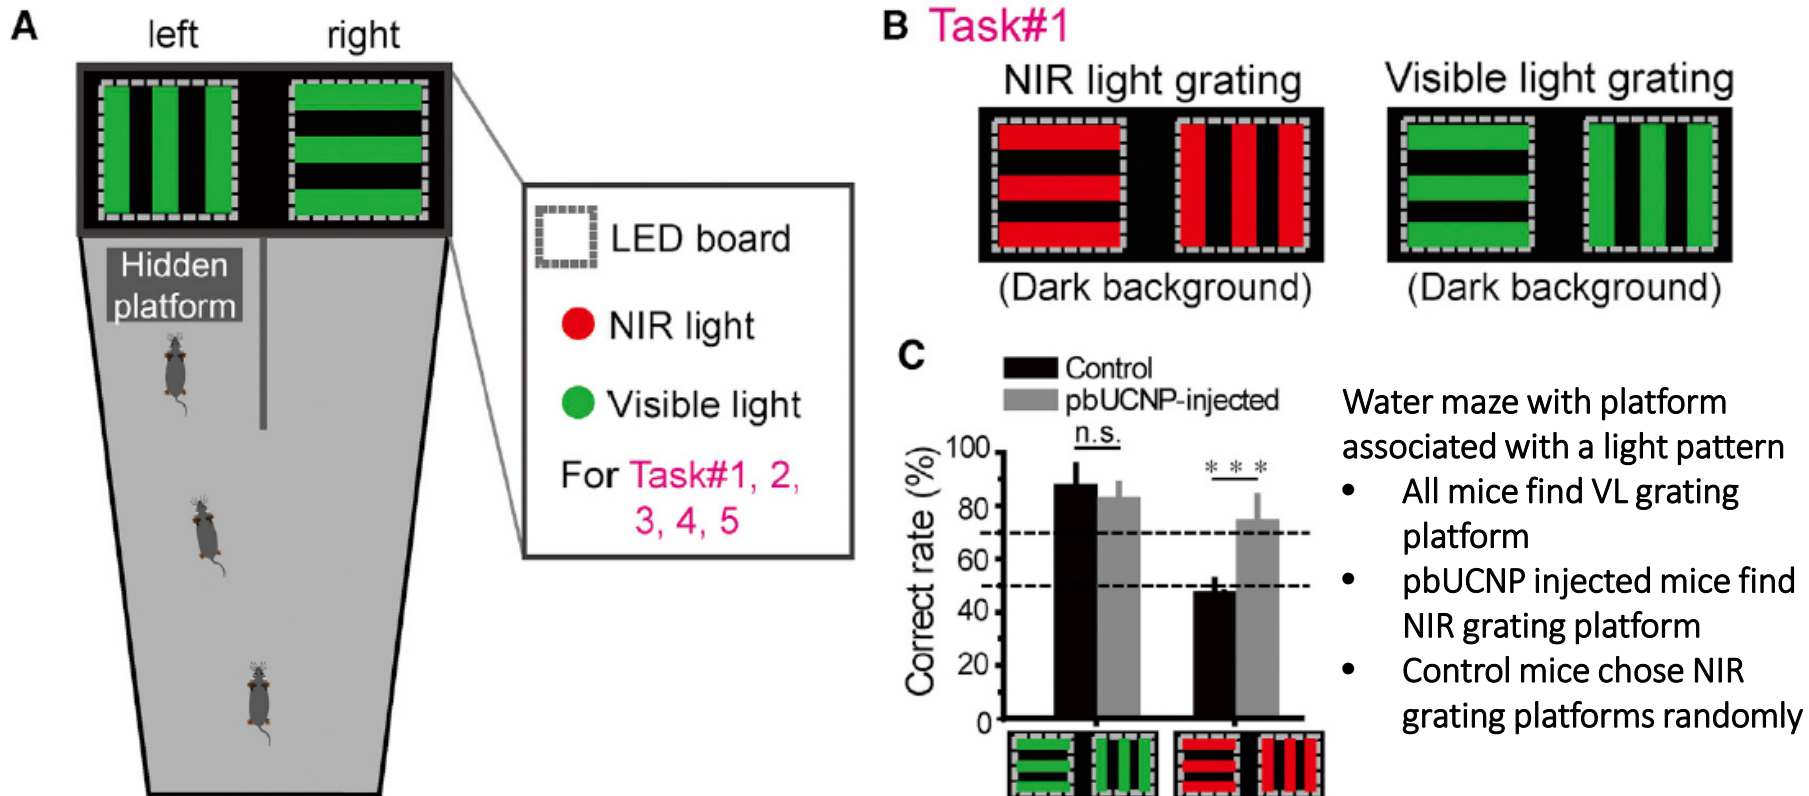 A
left right
Hidden
platform
LED board
NIR light
Visible light
For Task#1, 2,
3, 4, 5
B Task#1
NIR light grating
(Dark background)
Visible light grating
(Dark background)
C
Control
pbUCNP-injected
n.s.
***
Correct rate (%)
100
80
60
40
20
0
Water maze with platform
associated with a light pattern
• All mice find VL grating
platform
• pbUCNP injected mice find
NIR grating platform
• Control mice chose NIR
grating platforms randomly